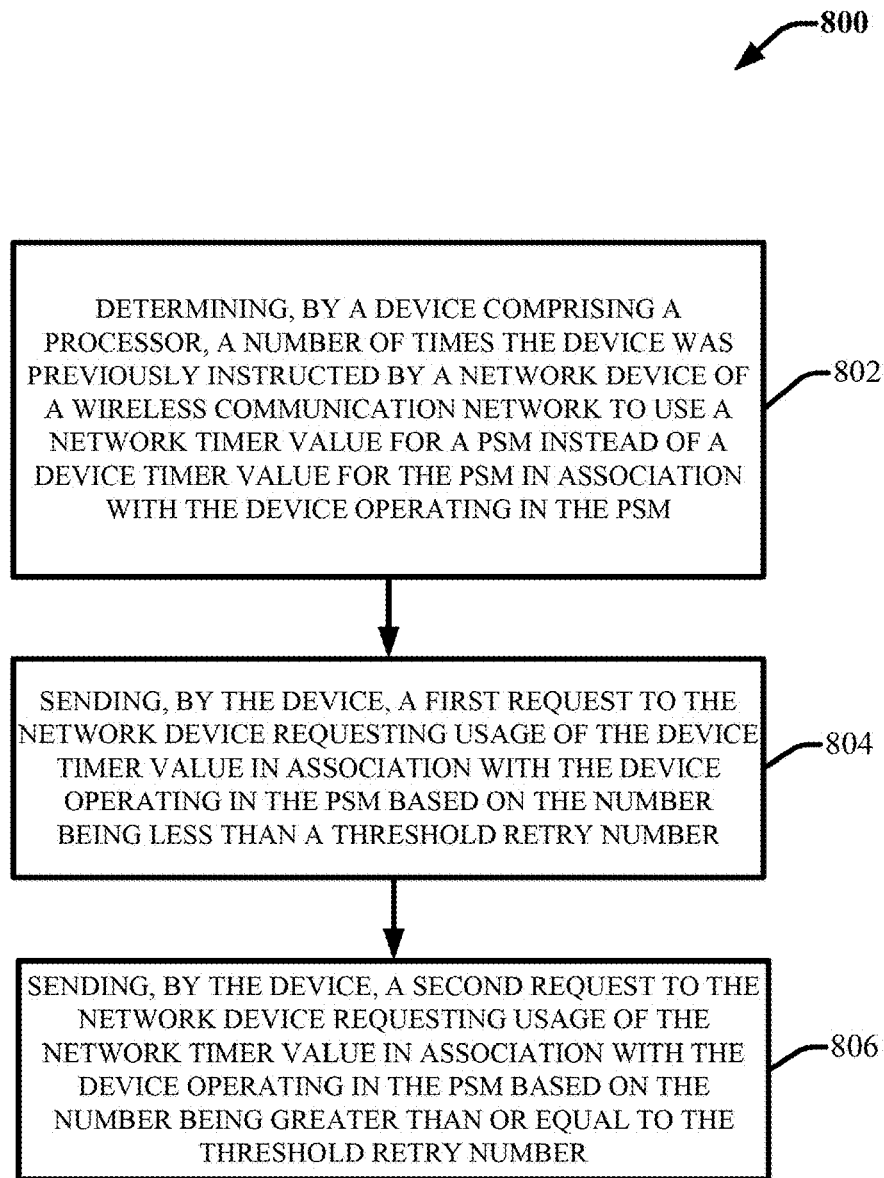 800
DETERMINING, BY A DEVICE COMPRISING A
PROCESSOR, A NUMBER OF TIMES THE DEVICE WAS
PREVIOUSLY INSTRUCTED BY A NETWORK DEVICE OF
A WIRELESS COMMUNICATION NETWORK TO USE A
NETWORK TIMER VALUE FOR A PSM INSTEAD OF A
DEVICE TIMER VALUE FOR THE PSM IN ASSOCIATION
WITH THE DEVICE OPERATING IN THE PSM
802
SENDING, BY THE DEVICE, A FIRST REQUEST TO THE
NETWORK DEVICE REQUESTING USAGE OF THE DEVICE
TIMER VALUE IN ASSOCIATION WITH THE DEVICE
OPERATING IN THE PSM BASED ON THE NUMBER
BEING LESS THAN A THRESHOLD RETRY NUMBER
804
SENDING, BY THE DEVICE, A SECOND REQUEST TO THE
NETWORK DEVICE REQUESTING USAGE OF THE
NETWORK TIMER VALUE IN ASSOCIATION WITH THE
DEVICE OPERATING IN THE PSM BASED ON THE
NUMBER BEING GREATER THAN OR EQUAL TO THE
THRESHOLD RETRY NUMBER
806